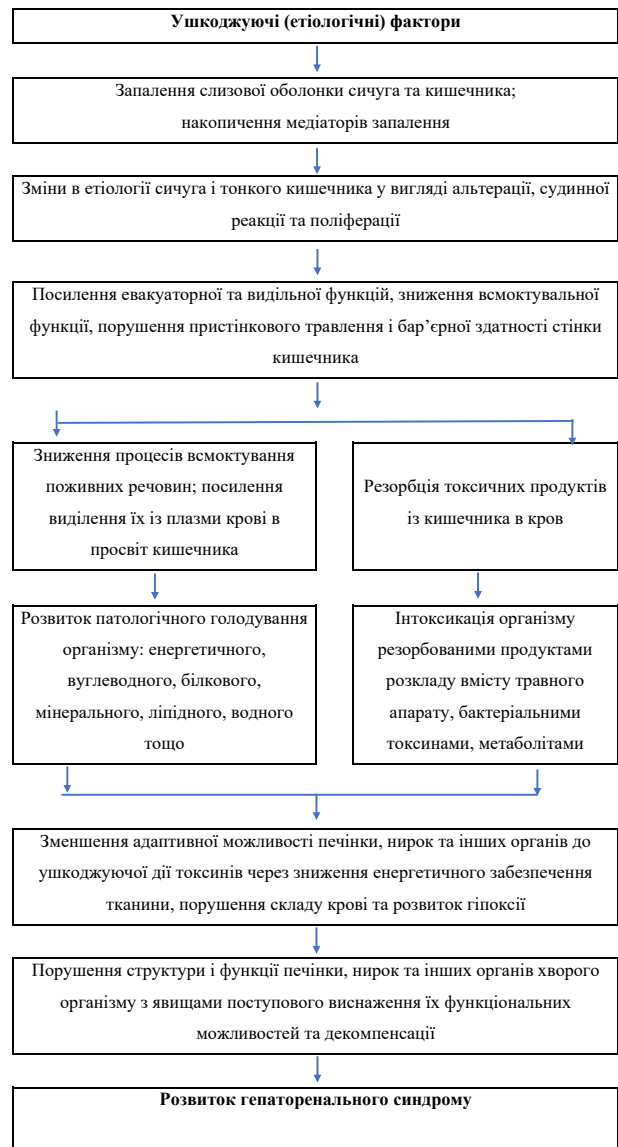 Ушкоджуючі (етіологічні) фактори
Запалення слизової оболонки сичуга та кишечника;
накопичення медіаторів запалення
Зміни в етіології сичуга і тонкого кишечника у вигляді альтерації, судинної
реакції та поліферації
Посилення евакуаторної та видільної функцій, зниження всмоктувальної
функції, порушення пристінкового травлення і бар’єрної здатності стінки
кишечника
Зниження процесів всмоктування
поживних речовин; посилення
виділення їх із плазми крові в
просвіт кишечника
Резорбція токсичних продуктів
із кишечника в кров
Розвиток патологічного голодування
організму: енергетичного,
вуглеводного, білкового,
мінерального, ліпідного, водного
тощо
Інтоксикація організму
резорбованими продуктами
розкладу вмісту травного
апарату, бактеріальними
токсинами, метаболітами
Зменшення адаптивної можливості печінки, нирок та інших органів до
ушкоджуючої дії токсинів через зниження енергетичного забезпечення
тканини, порушення складу крові та розвиток гіпоксії
Порушення структури і функції печінки, нирок та інших органів хворого
організму з явищами поступового виснаження їх функціональних
можливостей та декомпенсації
Розвиток гепаторенального синдрому